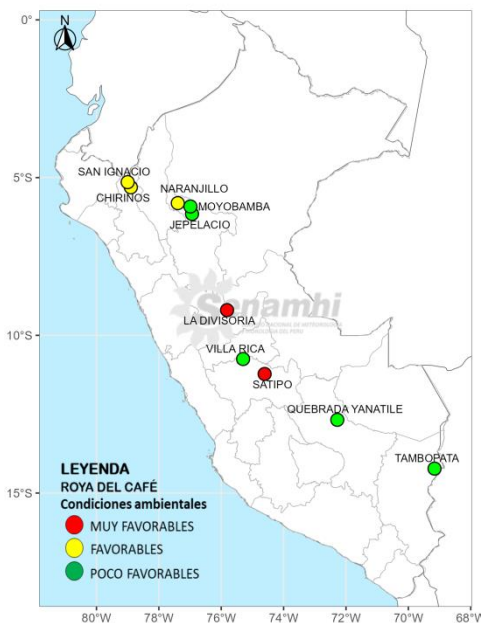 N
0°
SAN IGNACIO
5°S
NARANJILLO
CHIRINOS
MOYOBAMBA
JEPELACIO
Senamhi
LA DIVISORIA
10°S
VILLA RICA
SATIPO
QUEBRADA YANATILE
TAMBOPATA
LEYENDA
ROYA DEL CAFÉ
15°S
Condiciones ambientales
MUY FAVORABLES
FAVORABLES
POCO FAVORABLES
80°W 78°W 76°W 74°W 72°W 70°W 68°W